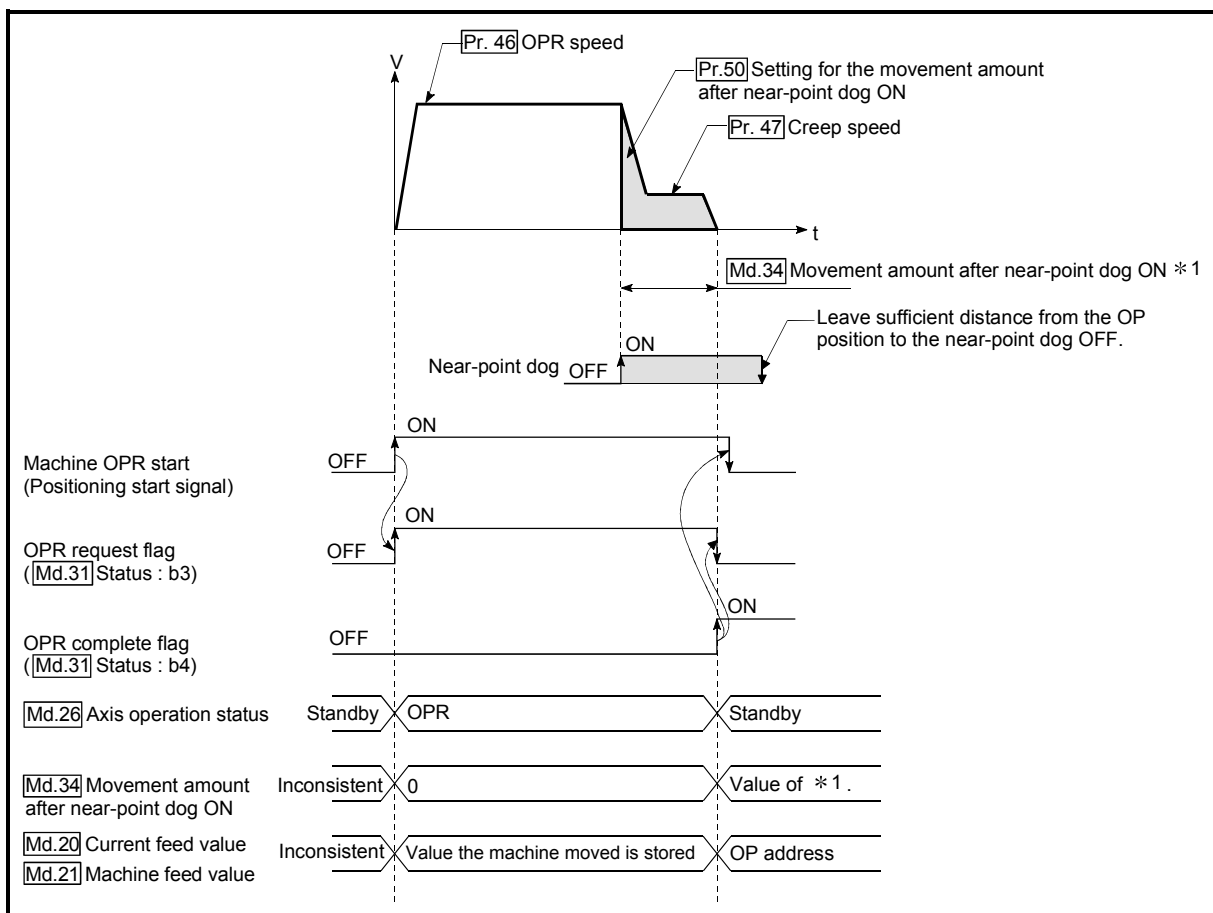 Pr. 46 OPR speed
V
Pr.50 Setting for the movement amount
after near-point dog ON
Pr. 47 Creep speed
t
Md.34 Movement amount after near-point dog ON *1
Leave sufficient distance from the OP
position to the near-point dog OFF.
ON
Near-point dog OFF
ON
Machine OPR start
(Positioning start signal)
OFF
ON
OPR request flag
(Md.31 Status : b3)
OFF
ON
OPR complete flag
(Md.31 Status : b4)
OFF
Md.26 Axis operation status Standby OPR Standby
Md.34 Movement amount
after near-point dog ON
Inconsistent 0 Value of *1.
Md.20 Current feed value
Md.21 Machine feed value
Inconsistent Value the machine moved is stored OP address